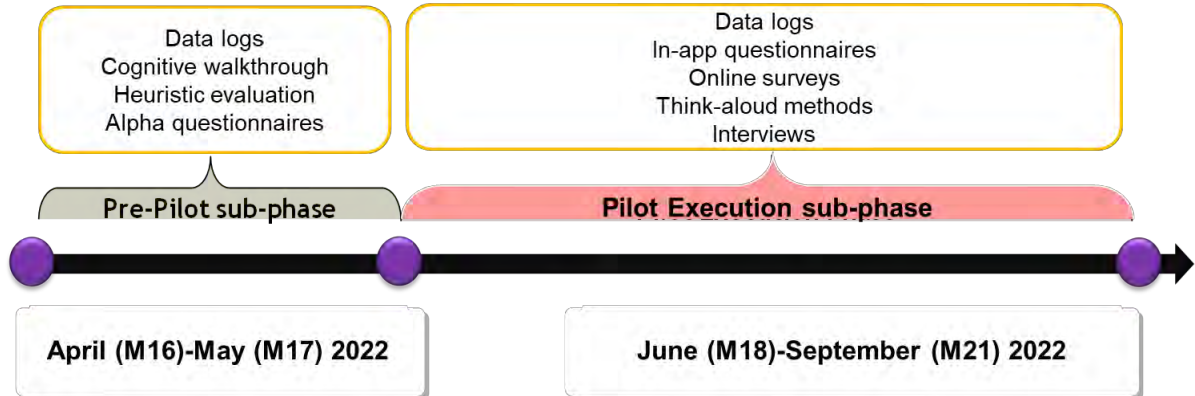 Data logs
Cognitive walkthrough
Heuristic evaluation
Alpha questionnaires
Data logs
In-app questionnaires
Online surveys
Think-aloud methods
Interviews
Pre-Pilot sub-phase
Pilot Execution sub-phase
April (M16)-May (M17) 2022
June (M18)-September (M21) 2022